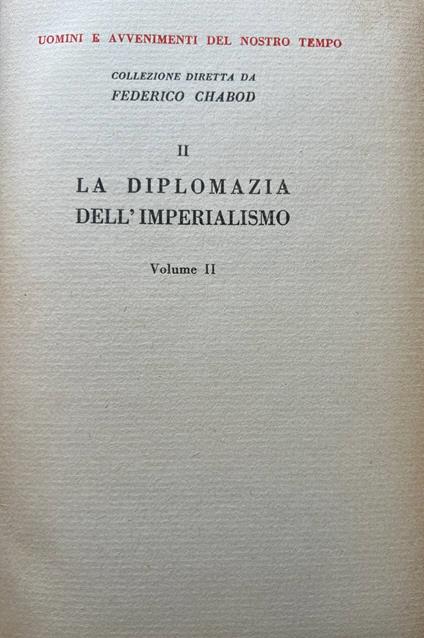 UOMINI E AVVENIMENTI DEL NOSTRO TEMPO
COLLEZIONE DIRETTA DA
FEDERICO CHABOD
II
LA DIPLOMAZIA
DELL'IMPERIALISMO
Volume II